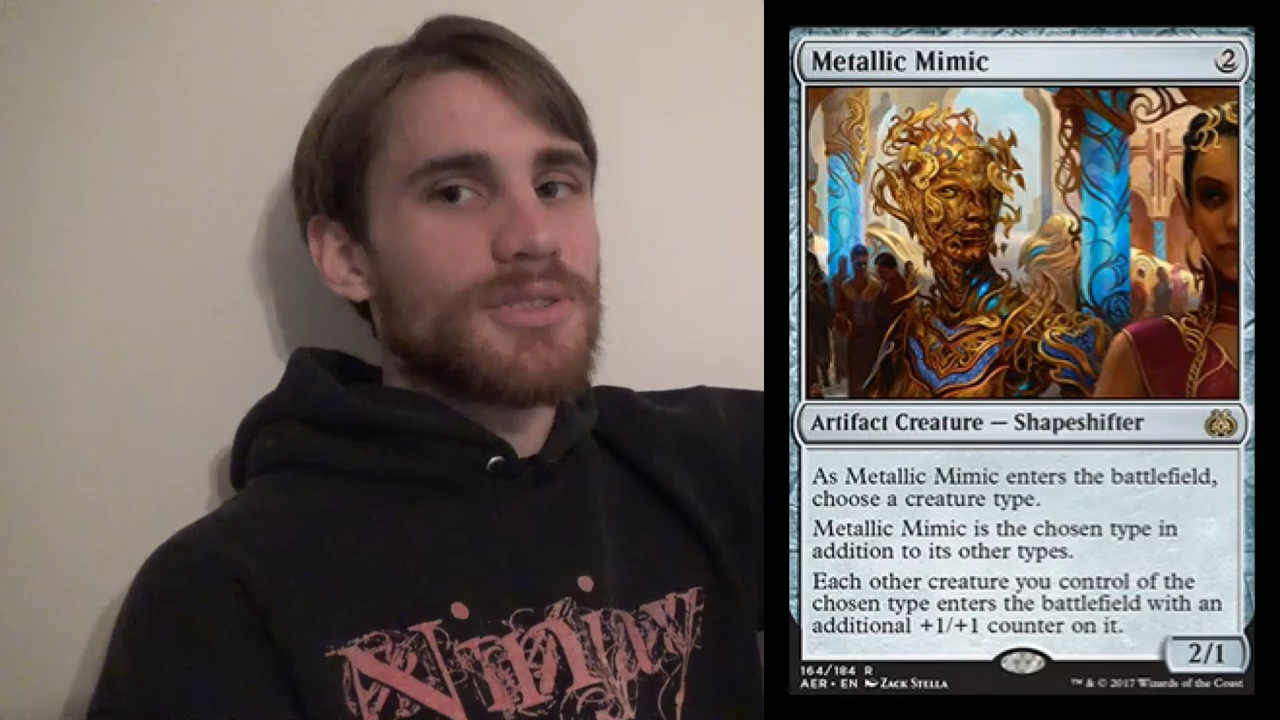 Ninjav
Metallic Mimic 2
Artifact Creature — Shapeshifter
As Metallic Mimic enters the battlefield,
choose a creature type.
Metallic Mimic is the chosen type in
addition to its other types.
Each other creature you control of the
chosen type enters the battlefield with an
additional +1/+1 counter on it.
2/1
164/184 R
AER • EN Zack Stella
™ & © 2017 Wizards of the Coast